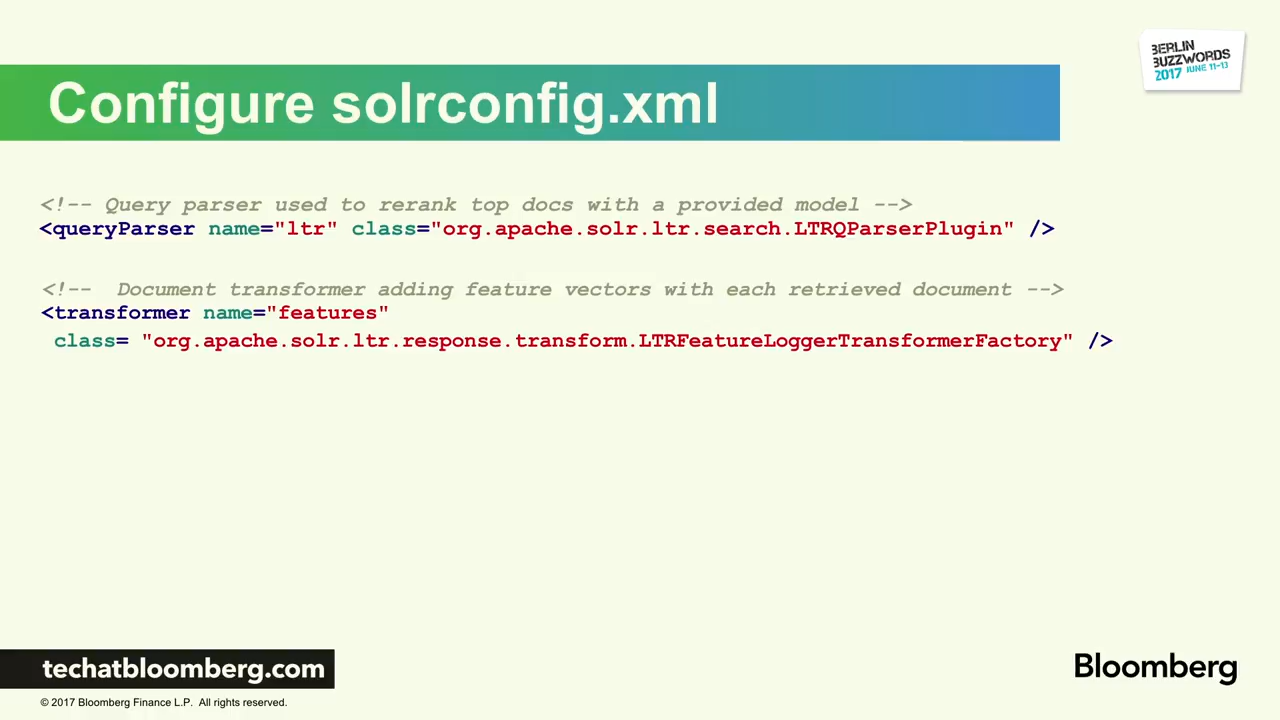 BERLIN
BUZZWORDS
2017 JUNE 11-13
Configure solrconfig.xml
<!-- Query parser used to rerank top docs with a provided model -->
<queryParser name="ltr" class="org.apache.solr.ltr.search.LTRQParserPlugin" />
<!--  Document transformer adding feature vectors with each retrieved document -->
<transformer name="features"
class= "org.apache.solr.ltr.response.transform.LTRFeatureLoggerTransformerFactory" />
techatbloomberg.com
Bloomberg
© 2017 Bloomberg Finance L.P.  All rights reserved.